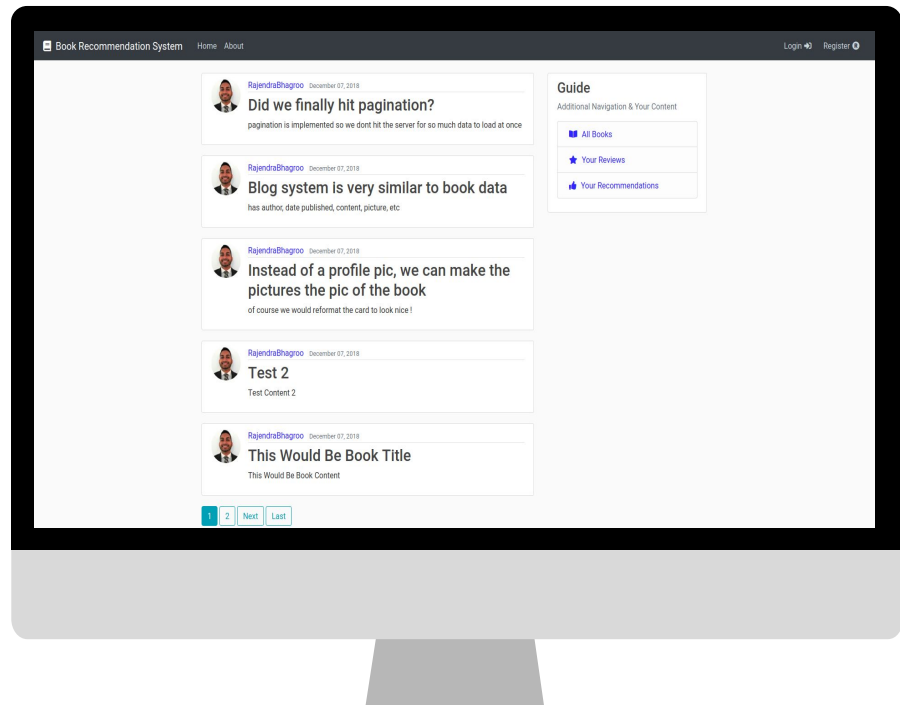 Book Recommendation System Home About Login Register
RajendraBhagroo December 07, 2018
Did we finally hit pagination?
pagination is implemented so we dont hit the server for so much data to load at once
RajendraBhagroo December 07, 2018
Blog system is very similar to book data
has author, date published, content, picture, etc
RajendraBhagroo December 07, 2018
Instead of a profile pic, we can make the
pictures the pic of the book
of course we would reformat the card to look nice !
RajendraBhagroo December 07, 2018
Test 2
Test Content 2
RajendraBhagroo December 07, 2018
This Would Be Book Title
This Would Be Book Content
1 2 Next Last
Guide
Additional Navigation & Your Content
All Books
Your Reviews
Your Recommendations